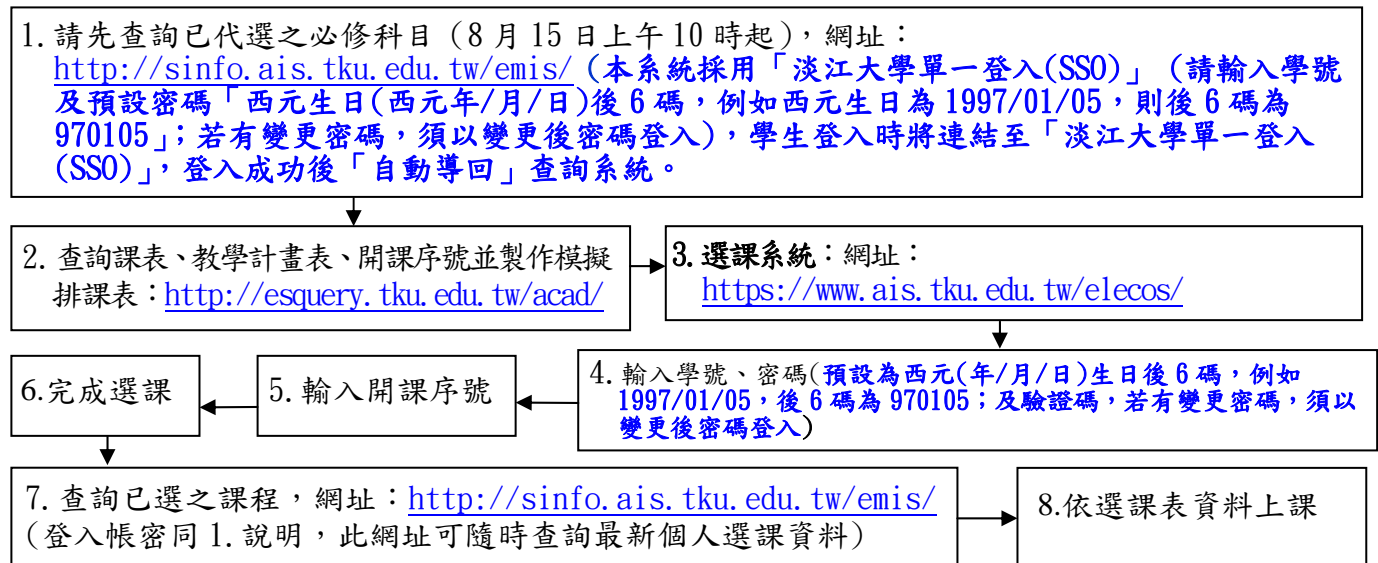 1. 請先查詢已代選之必修科目（8 月 15 日上午 10 時起），網址：
http://sinfo.ais.tku.edu.tw/emis/（本系統採用「淡江大學單一登入(SSO)」（請輸入學號
及預設密碼「西元生日(西元年/月/日)後 6 碼，例如西元生日為 1997/01/05，則後 6 碼為
970105」；若有變更密碼，須以變更後密碼登入)，學生登入時將連結至「淡江大學單一登入
(SSO)」，登入成功後「自動導回」查詢系統。
2. 查詢課表、教學計畫表、開課序號並製作模擬
排課表：http://esquery.tku.edu.tw/acad/
3. 選課系統：網址：
https://www.ais.tku.edu.tw/elecos/
4. 輸入學號、密碼(預設為西元(年/月/日)生日後 6 碼，例如
1997/01/05，後 6 碼為 970105；及驗證碼，若有變更密碼，須以
變更後密碼登入)
5. 輸入開課序號
6.完成選課
7. 查詢已選之課程，網址：http://sinfo.ais.tku.edu.tw/emis/
（登入帳密同 1. 說明，此網址可隨時查詢最新個人選課資料）
8.依選課表資料上課